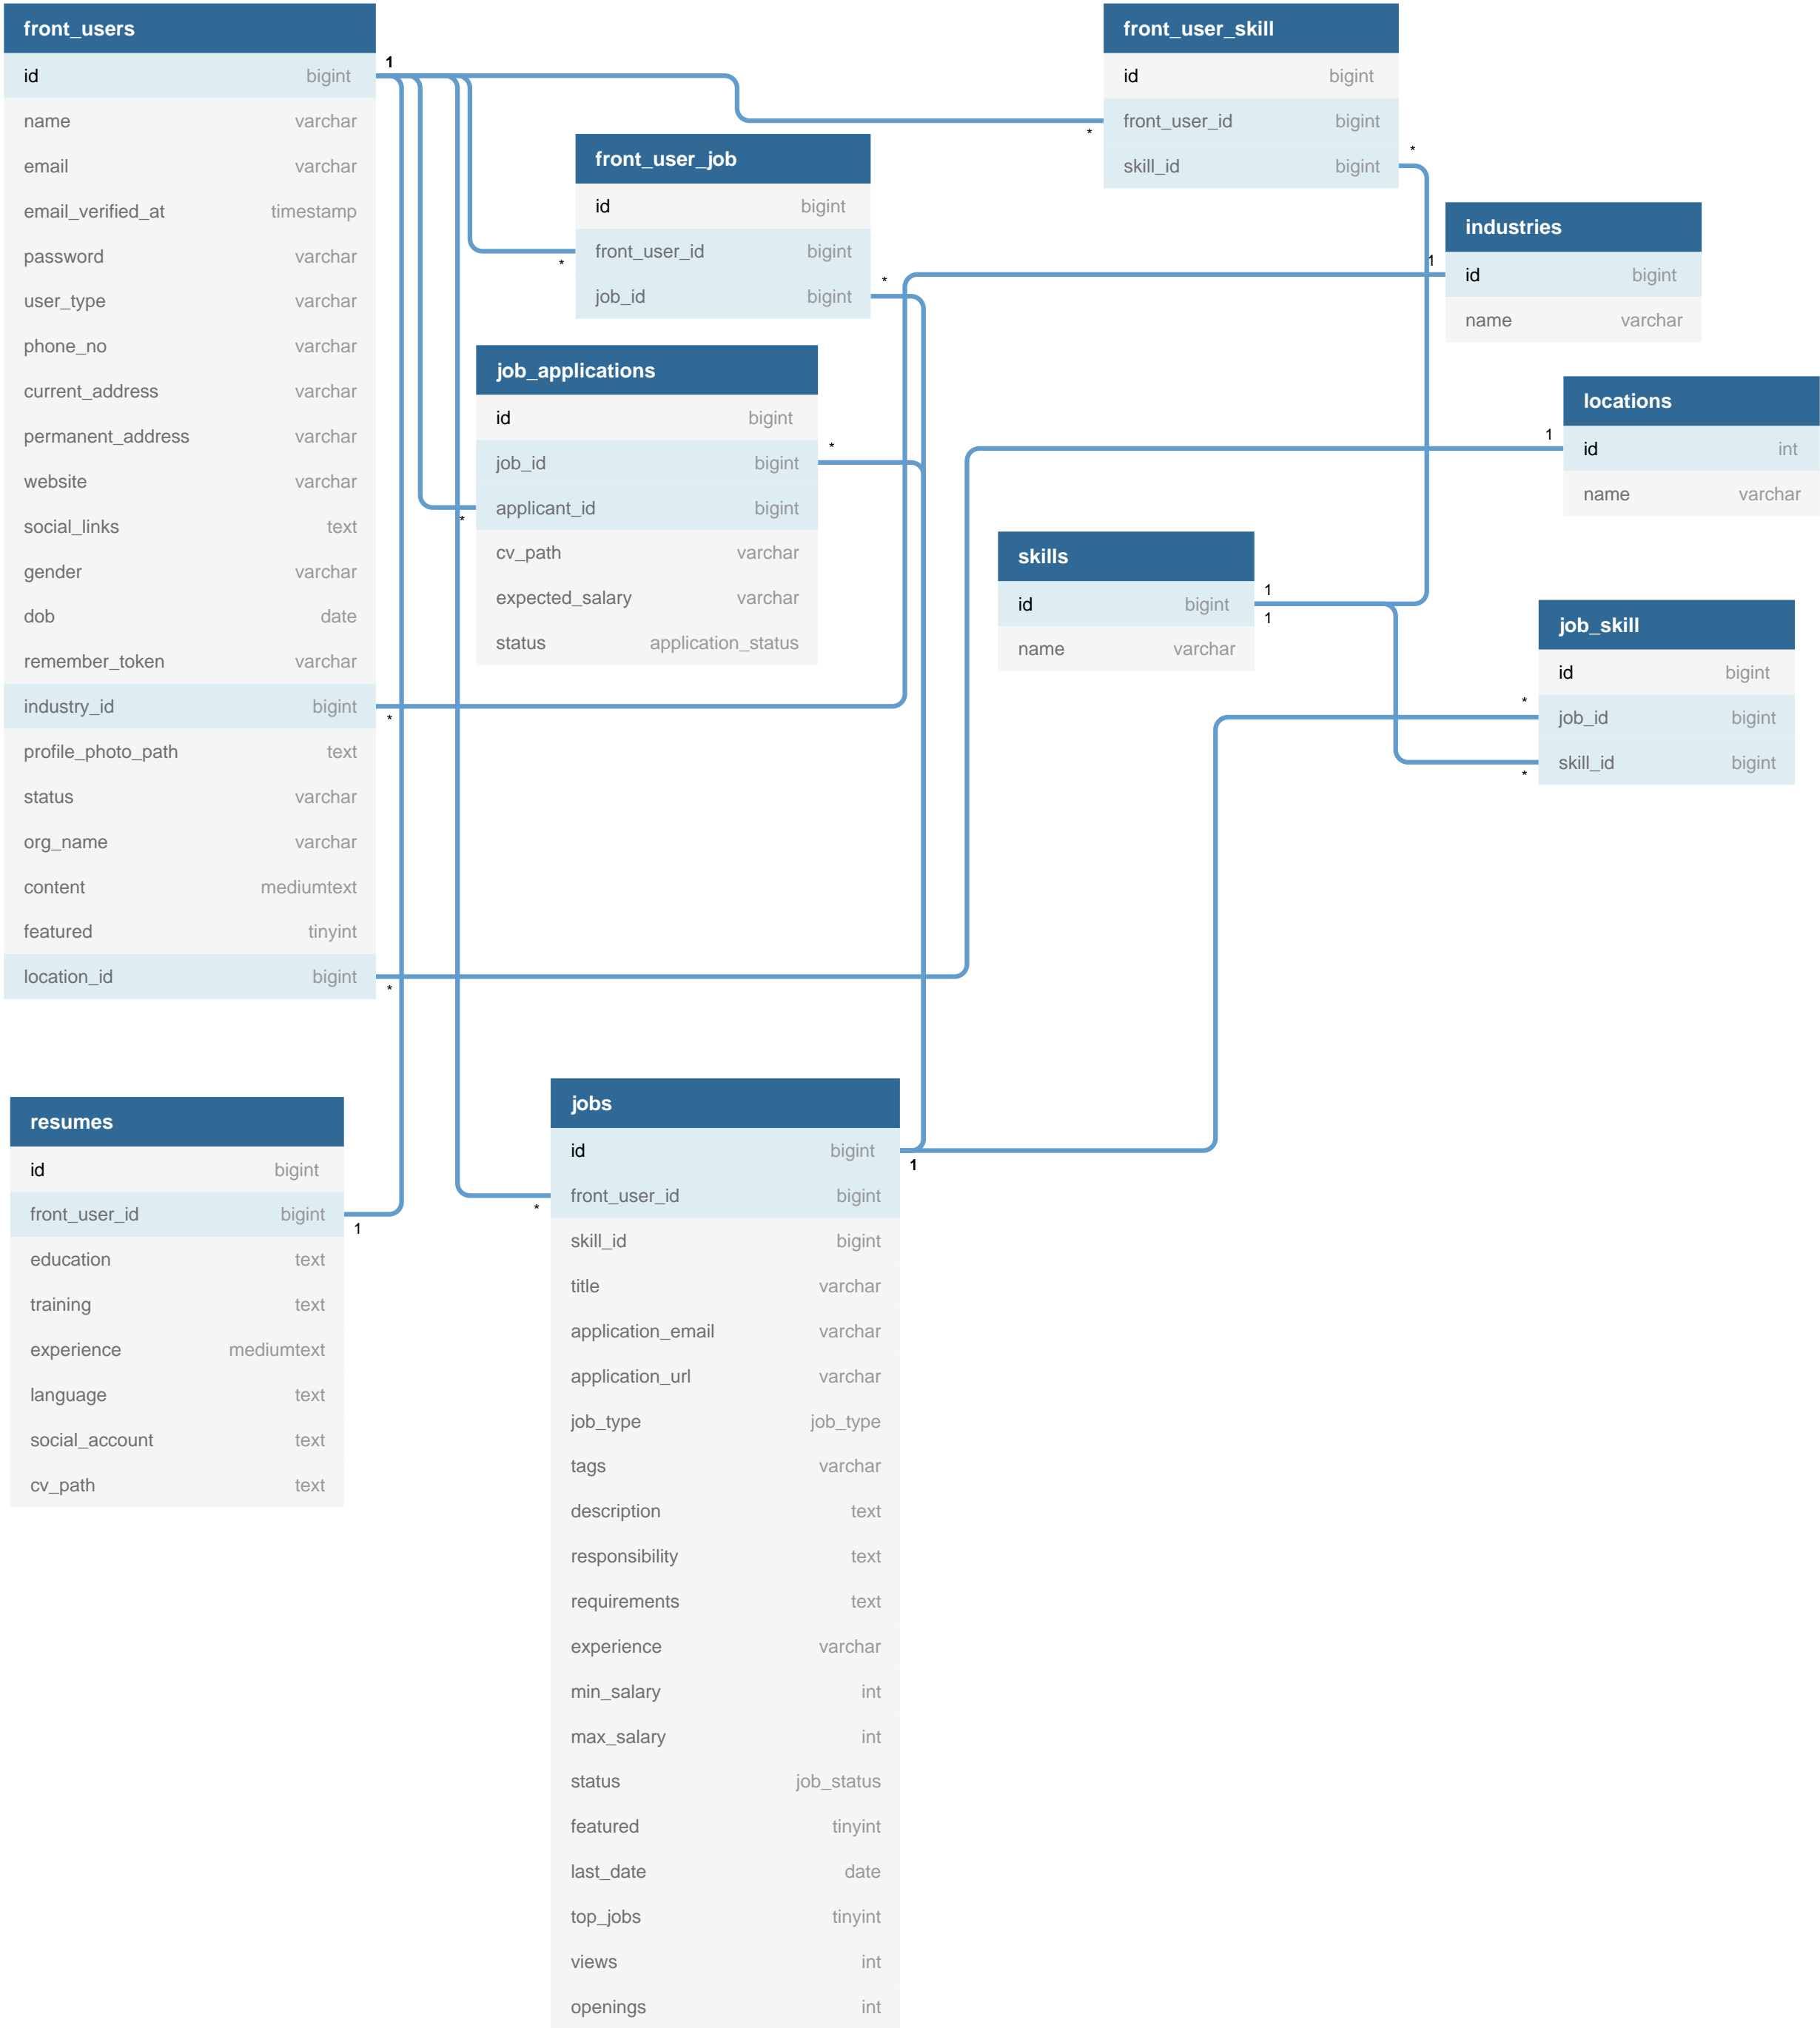 front_users
id bigint
name varchar
email varchar
email_verified_at timestamp
password varchar
user_type varchar
phone_no varchar
current_address varchar
permanent_address varchar
website varchar
social_links text
gender varchar
dob date
remember_token varchar
industry_id bigint
profile_photo_path text
status varchar
org_name varchar
content mediumtext
featured tinyint
location_id bigint
1
*
*
front_user_skill
id bigint
front_user_id bigint
skill_id bigint
*
*
front_user_job
id bigint
front_user_id bigint
job_id bigint
*
*
industries
id bigint
name varchar
1
job_applications
id bigint
job_id bigint
applicant_id bigint
cv_path varchar
expected_salary varchar
status application_status
*
*
locations
id int
name varchar
1
skills
id bigint
name varchar
1
1
job_skill
id bigint
job_id bigint
skill_id bigint
*
*
resumes
id bigint
front_user_id bigint
education text
training text
experience mediumtext
language text
social_account text
cv_path text
1
jobs
id bigint
front_user_id bigint
skill_id bigint
title varchar
application_email varchar
application_url varchar
job_type job_type
tags varchar
description text
responsibility text
requirements text
experience varchar
min_salary int
max_salary int
status job_status
featured tinyint
last_date date
top_jobs tinyint
views int
openings int
1
*